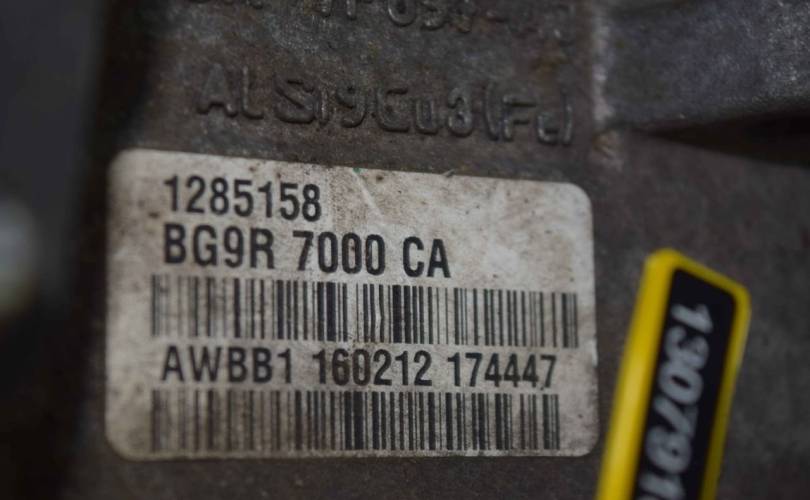 ALSi9Cu3(Fe)
1285158
BG9R 7000 CA
AWBB1 160212 174447